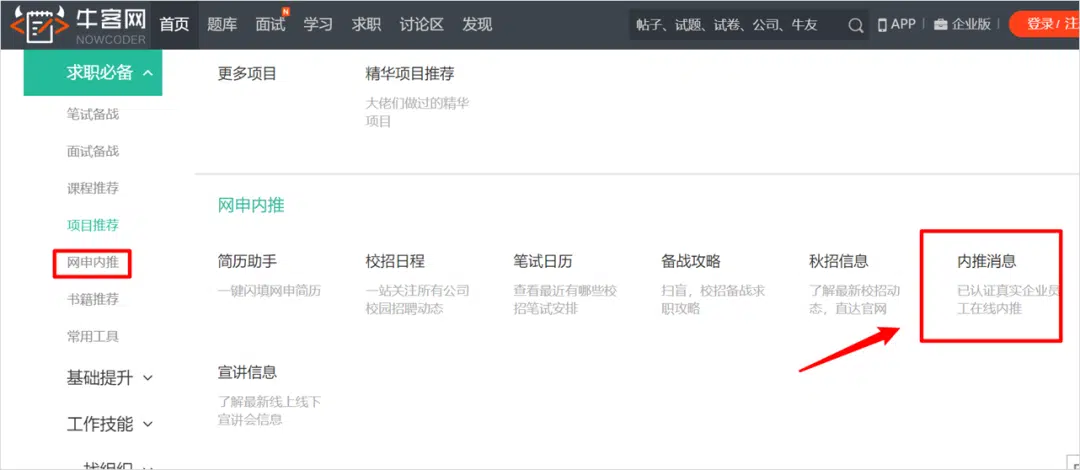 牛客网
NOWCODER
首页 题库 面试 N 学习 求职 讨论区 发现
帖子、试题、试卷、公司、牛友
APP 企业版 登录 /
求职必备
笔试备战
面试备战
课程推荐
项目推荐
网申内推
书籍推荐
常用工具
基础提升
工作技能
找组织
更多项目
精华项目推荐
大佬们做过的精华
项目
网申内推
简历助手
一键闪填网申简历
校招日程
一站关注所有公司
校园招聘动态
笔试日历
查看最近有哪些校
招笔试安排
备战攻略
扫盲，校招备战求
职攻略
秋招信息
了解最新校招动
态，直达官网
内推消息
已认证真实企业员
工在线内推
宣讲信息
了解最新线上线下
宣讲会信息